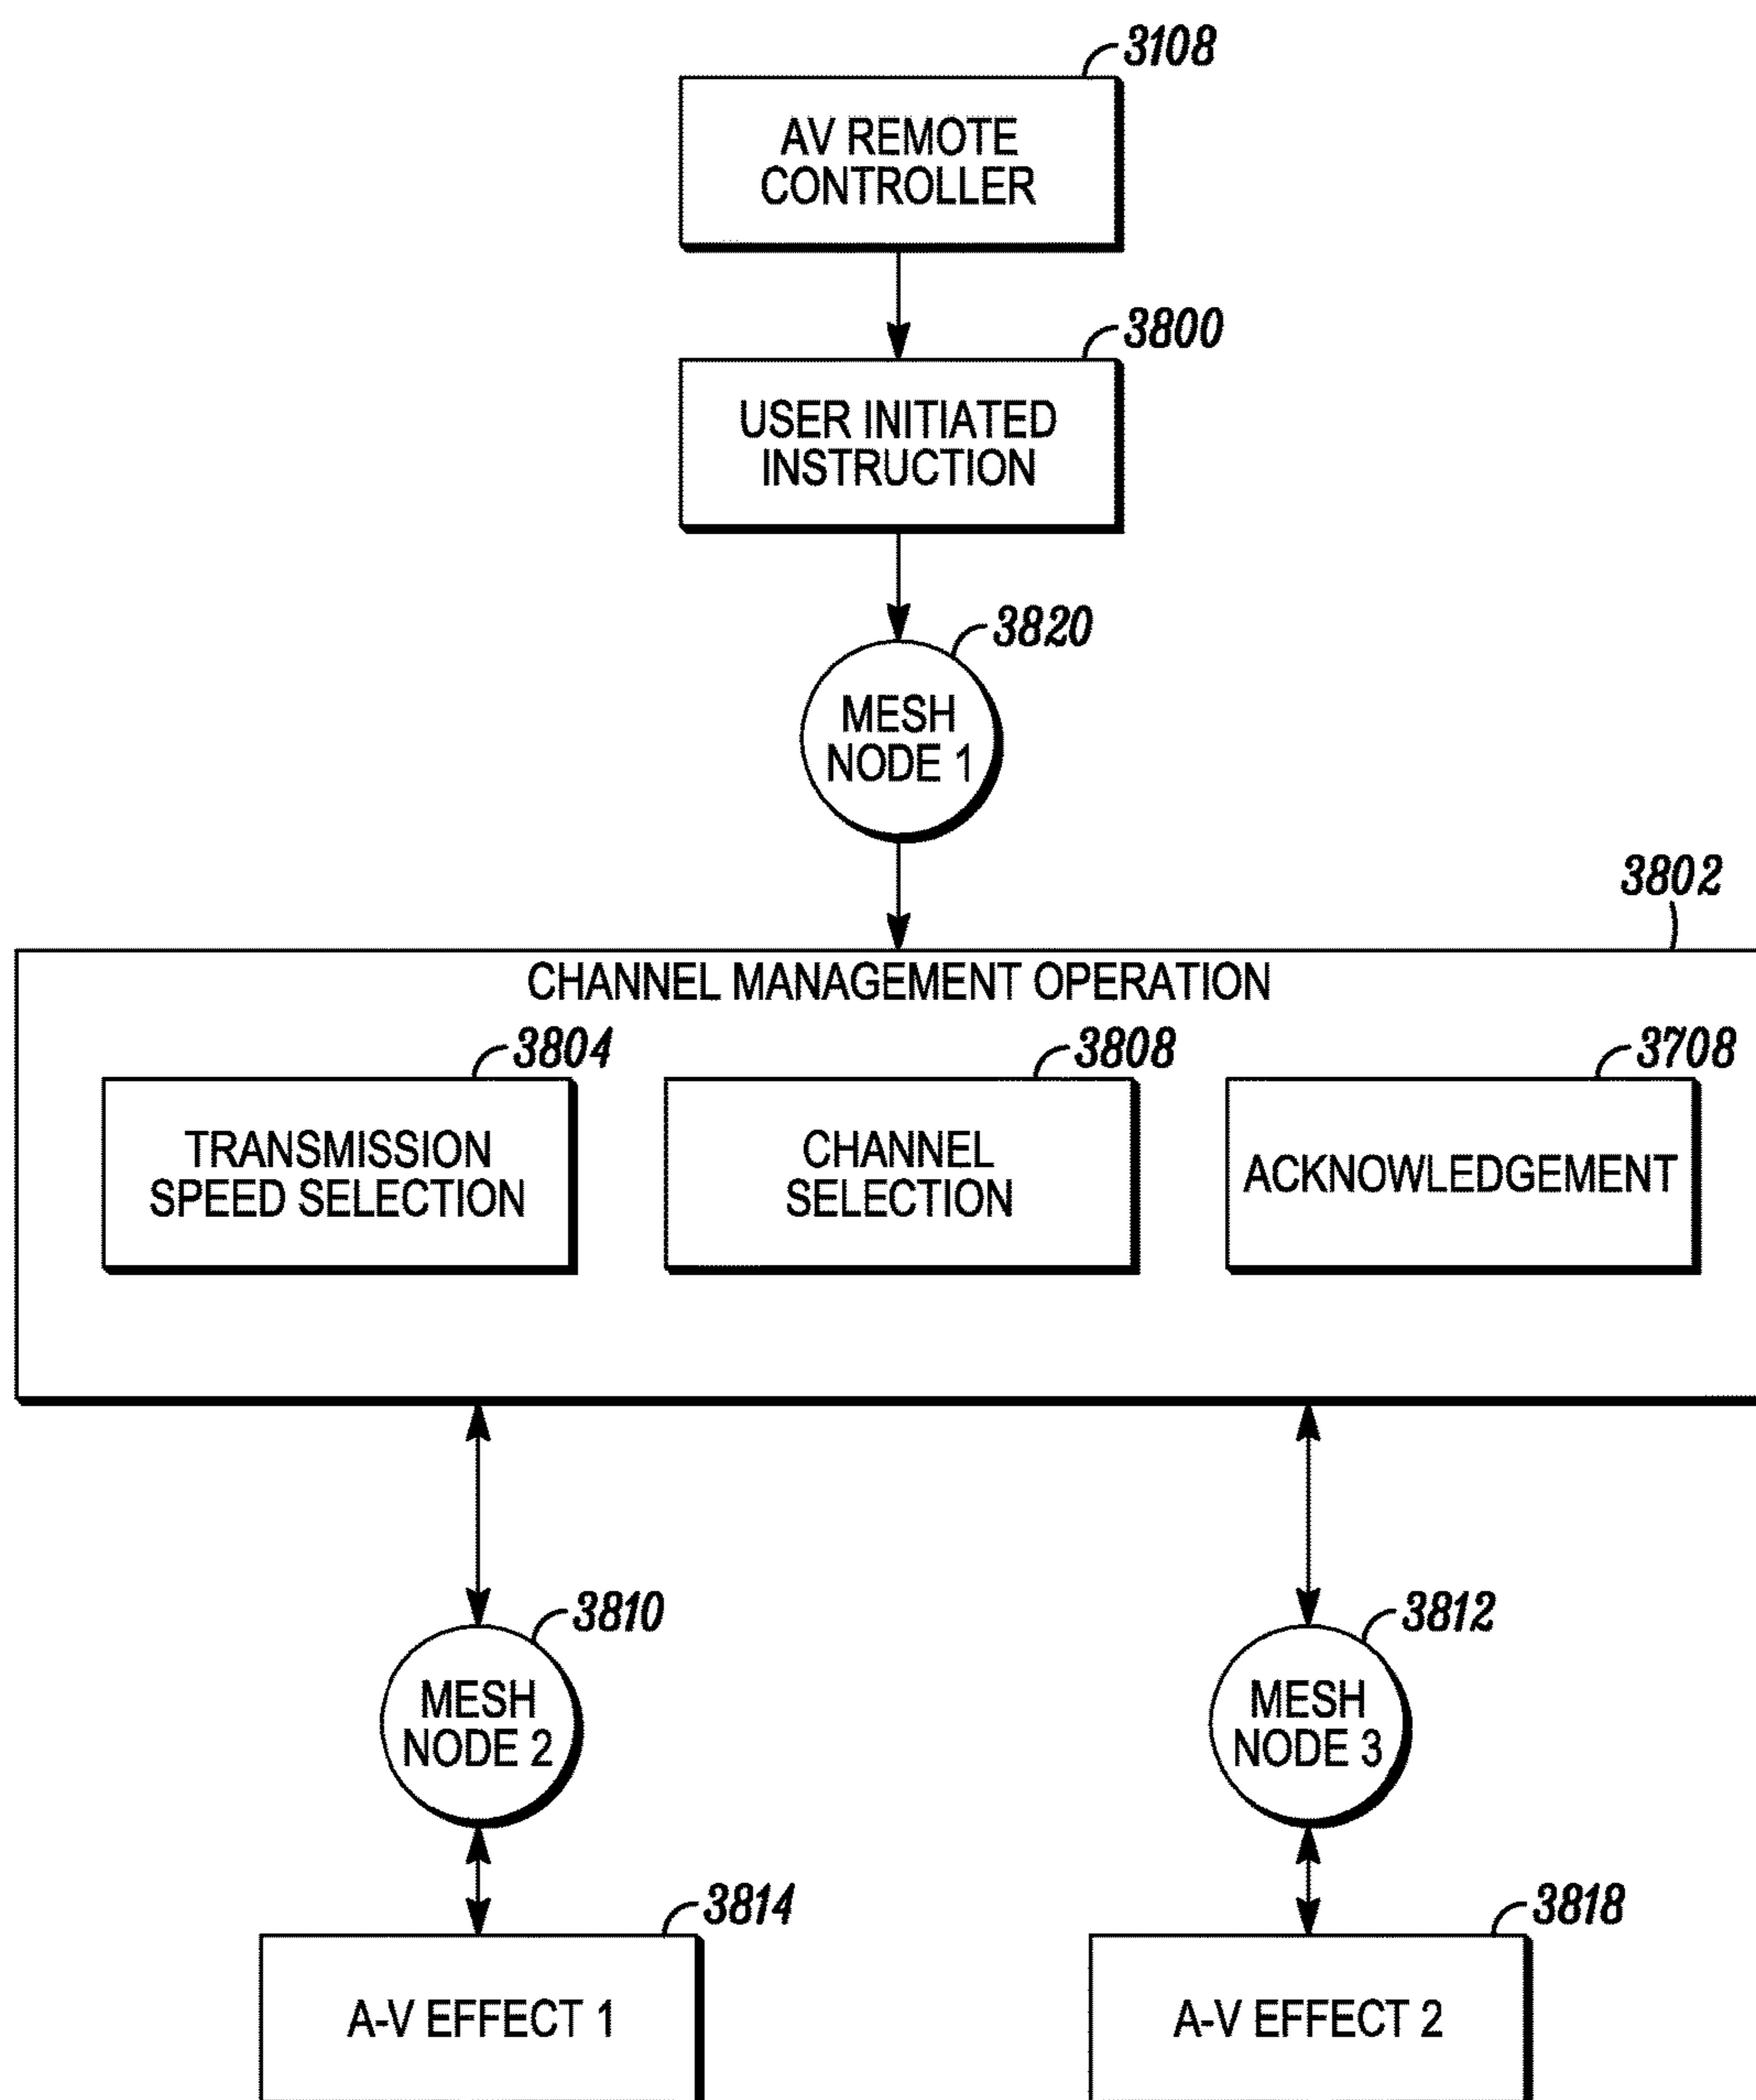 3108
AV REMOTE
CONTROLLER
3800
USER INITIATED
INSTRUCTION
3820
MESH
NODE 1
3802
CHANNEL MANAGEMENT OPERATION
3804
TRANSMISSION
SPEED SELECTION
3808
CHANNEL
SELECTION
3708
ACKNOWLEDGEMENT
3810
MESH
NODE 2
3812
MESH
NODE 3
3814
A-V EFFECT 1
3818
A-V EFFECT 2